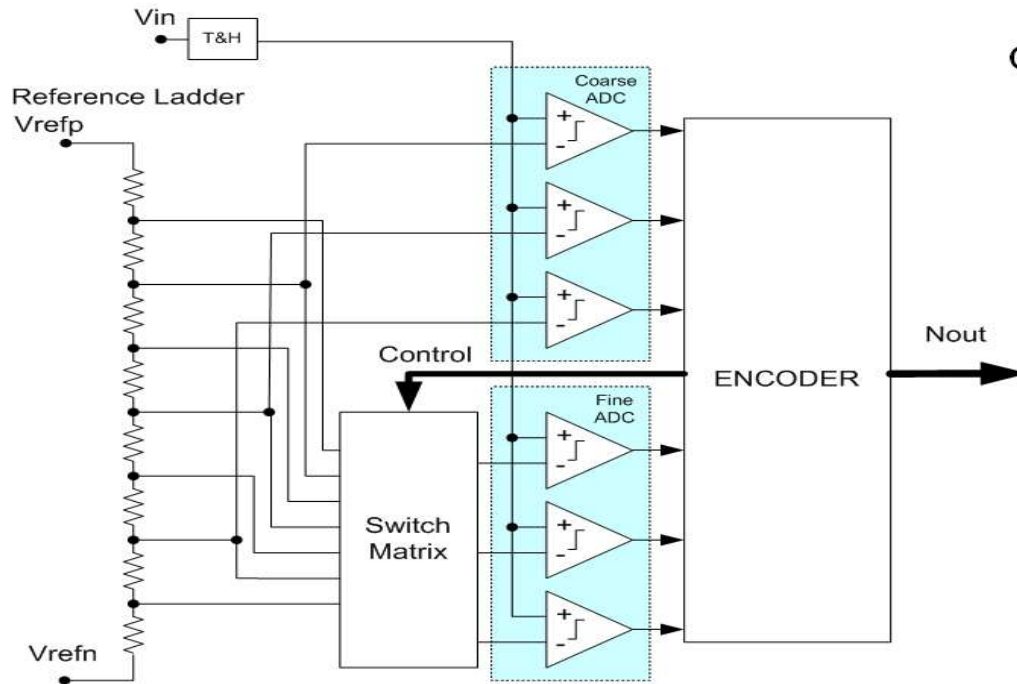 Vin
T&H
Reference Ladder
Vrefp
Coarse
ADC
+
-
+
-
+
-
Control
ENCODER
Nout
Fine
ADC
+
-
Switch
Matrix
+
-
+
-
Vrefn